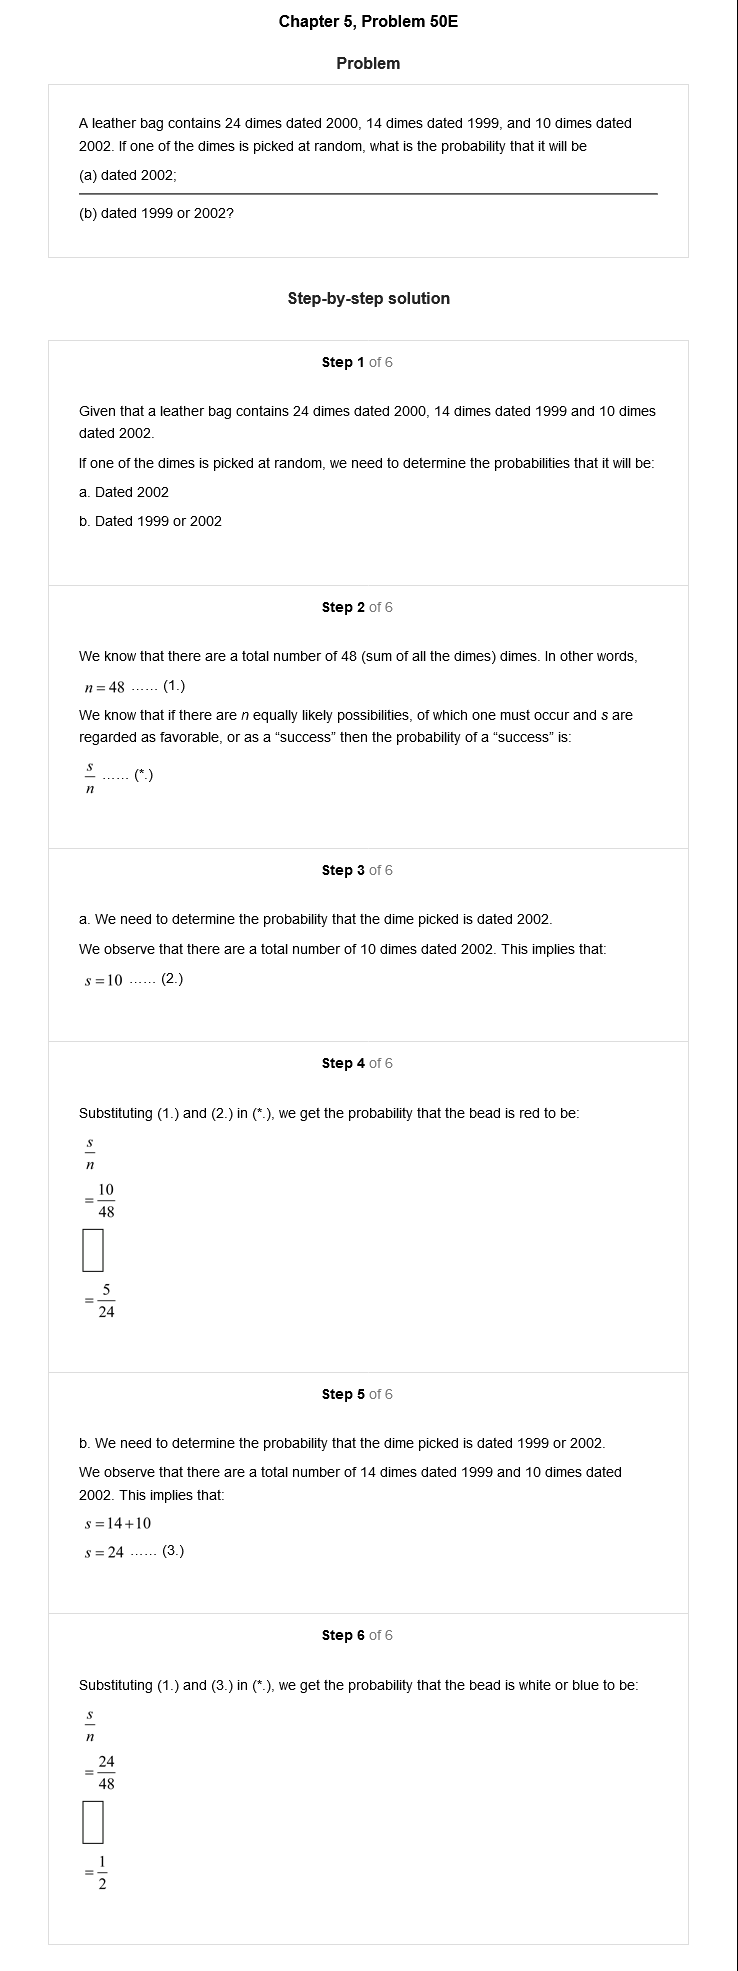 Chapter 5, Problem 50E
Problem
A leather bag contains 24 dimes dated 2000, 14 dimes dated 1999, and 10 dimes dated
2002. If one of the dimes is picked at random, what is the probability that it will be
(a) dated 2002;
(b) dated 1999 or 2002?
Step-by-step solution
Step 1 of 6
Given that a leather bag contains 24 dimes dated 2000, 14 dimes dated 1999 and 10 dimes
dated 2002.
If one of the dimes is picked at random, we need to determine the probabilities that it will be:
a. Dated 2002
b. Dated 1999 or 2002
Step 2 of 6
We know that there are a total number of 48 (sum of all the dimes) dimes. In other words,
n = 48 ...... (1.)
We know that if there are n equally likely possibilities, of which one must occur and s are
regarded as favorable, or as a “success” then the probability of a “success” is:
s/n ...... (*.)
Step 3 of 6
a. We need to determine the probability that the dime picked is dated 2002.
We observe that there are a total number of 10 dimes dated 2002. This implies that:
s = 10 ...... (2.)
Step 4 of 6
Substituting (1.) and (2.) in (*.), we get the probability that the bead is red to be:
s/n
= 10/48
= 5/24
Step 5 of 6
b. We need to determine the probability that the dime picked is dated 1999 or 2002.
We observe that there are a total number of 14 dimes dated 1999 and 10 dimes dated
2002. This implies that:
s = 14 + 10
s = 24 ...... (3.)
Step 6 of 6
Substituting (1.) and (3.) in (*.), we get the probability that the bead is white or blue to be:
s/n
= 24/48
= 1/2